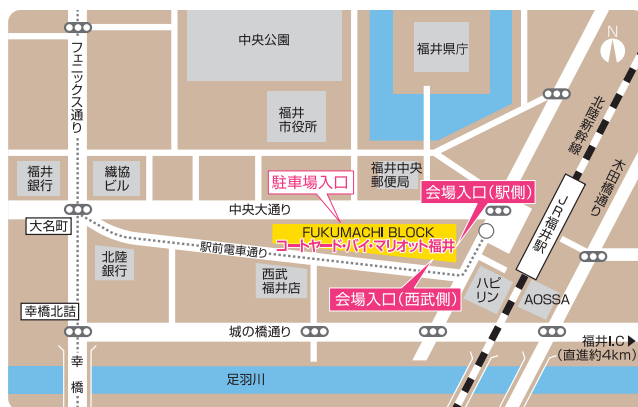 中央公園
福井県庁
N
フェニックス通り
福井
市役所
北陸新幹線
木田橋通り
福井
銀行
繊協
ビル
駐車場入口
福井中央
郵便局
会場入口(駅側)
JR福井駅
中央大通り
大名町
FUKUMACHI BLOCK
コートヤード・バイ・マリオット福井
駅前電車通り
北陸
銀行
西武
福井店
会場入口(西武側)
ハピ
リン
AOSSA
幸橋北詰
城の橋通り
福井I.C
(直進約4km)
幸橋
足羽川